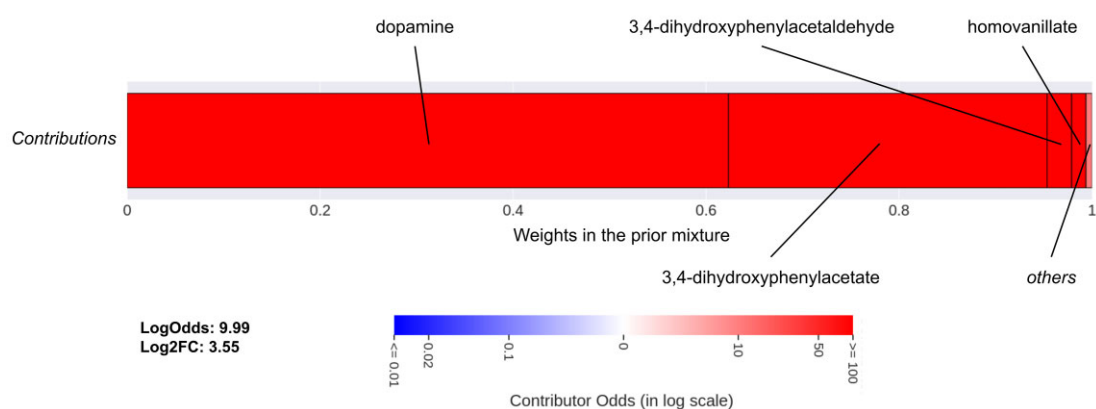 dopamine
3,4-dihydroxyphenylacetaldehyde
homovanillate
Contributions
0
0.2
0.4
0.6
0.8
1
Weights in the prior mixture
3,4-dihydroxyphenylacetate
others
LogOdds: 9.99
Log2FC: 3.55
<= 0.01
0.02
0.1
0
10
50
>= 100
Contributor Odds (in log scale)